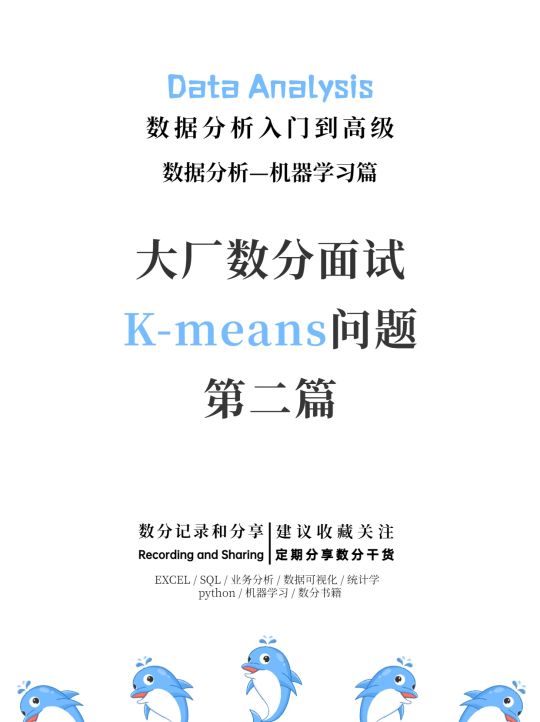 Data Analysis
数据分析入门到高级
数据分析—机器学习篇
大厂数分面试
K-means问题
第二篇
数分记录和分享 建议收藏关注
Recording and Sharing 定期分享数分干货
EXCEL / SQL / 业务分析 / 数据可视化 / 统计学
python / 机器学习 / 数分书籍